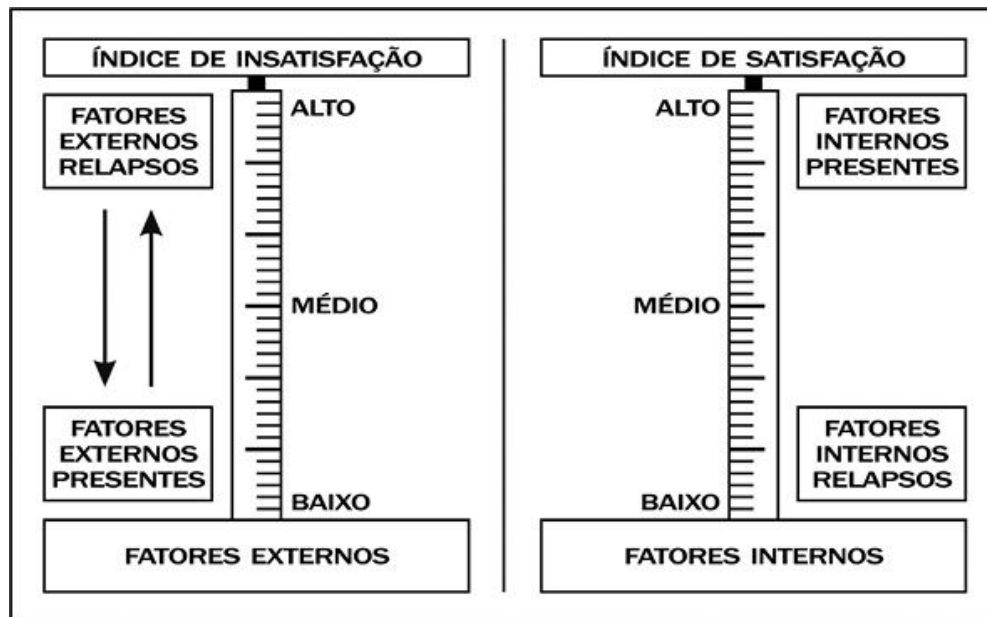 ÍNDICE DE INSATISFAÇÃO
FATORES
EXTERNOS
RELAPSOS
ALTO
MÉDIO
FATORES
EXTERNOS
PRESENTES
BAIXO
FATORES EXTERNOS
ÍNDICE DE SATISFAÇÃO
ALTO
FATORES
INTERNOS
PRESENTES
MÉDIO
FATORES
INTERNOS
RELAPSOS
BAIXO
FATORES INTERNOS